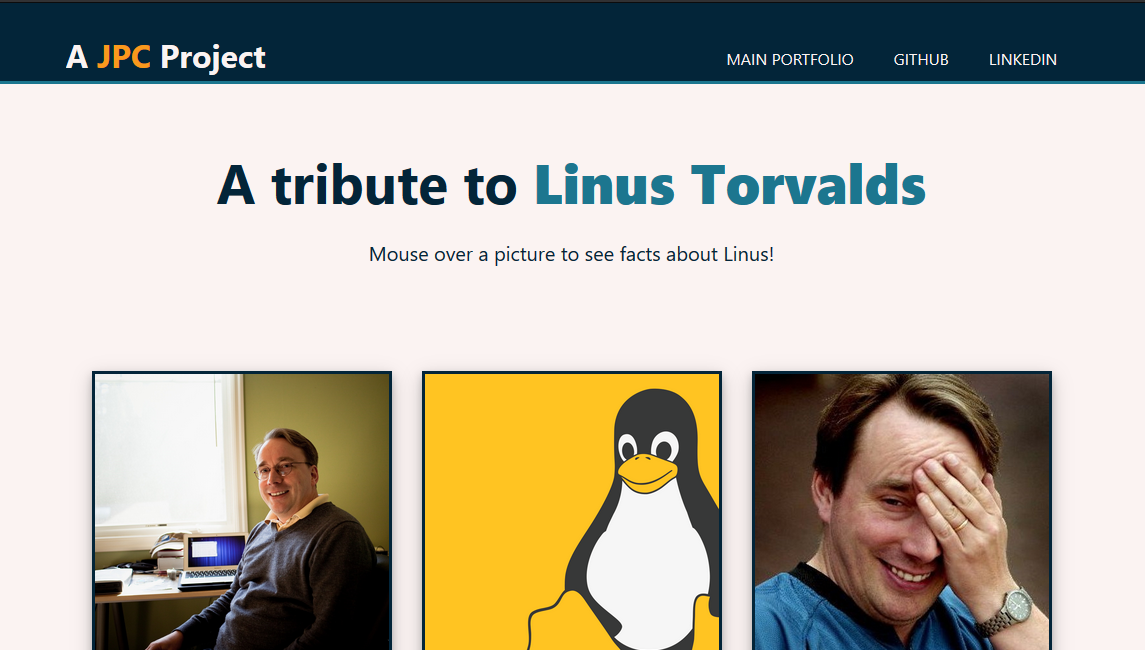 A JPC Project
MAIN PORTFOLIO GITHUB LINKEDIN
A tribute to Linus Torvalds
Mouse over a picture to see facts about Linus!